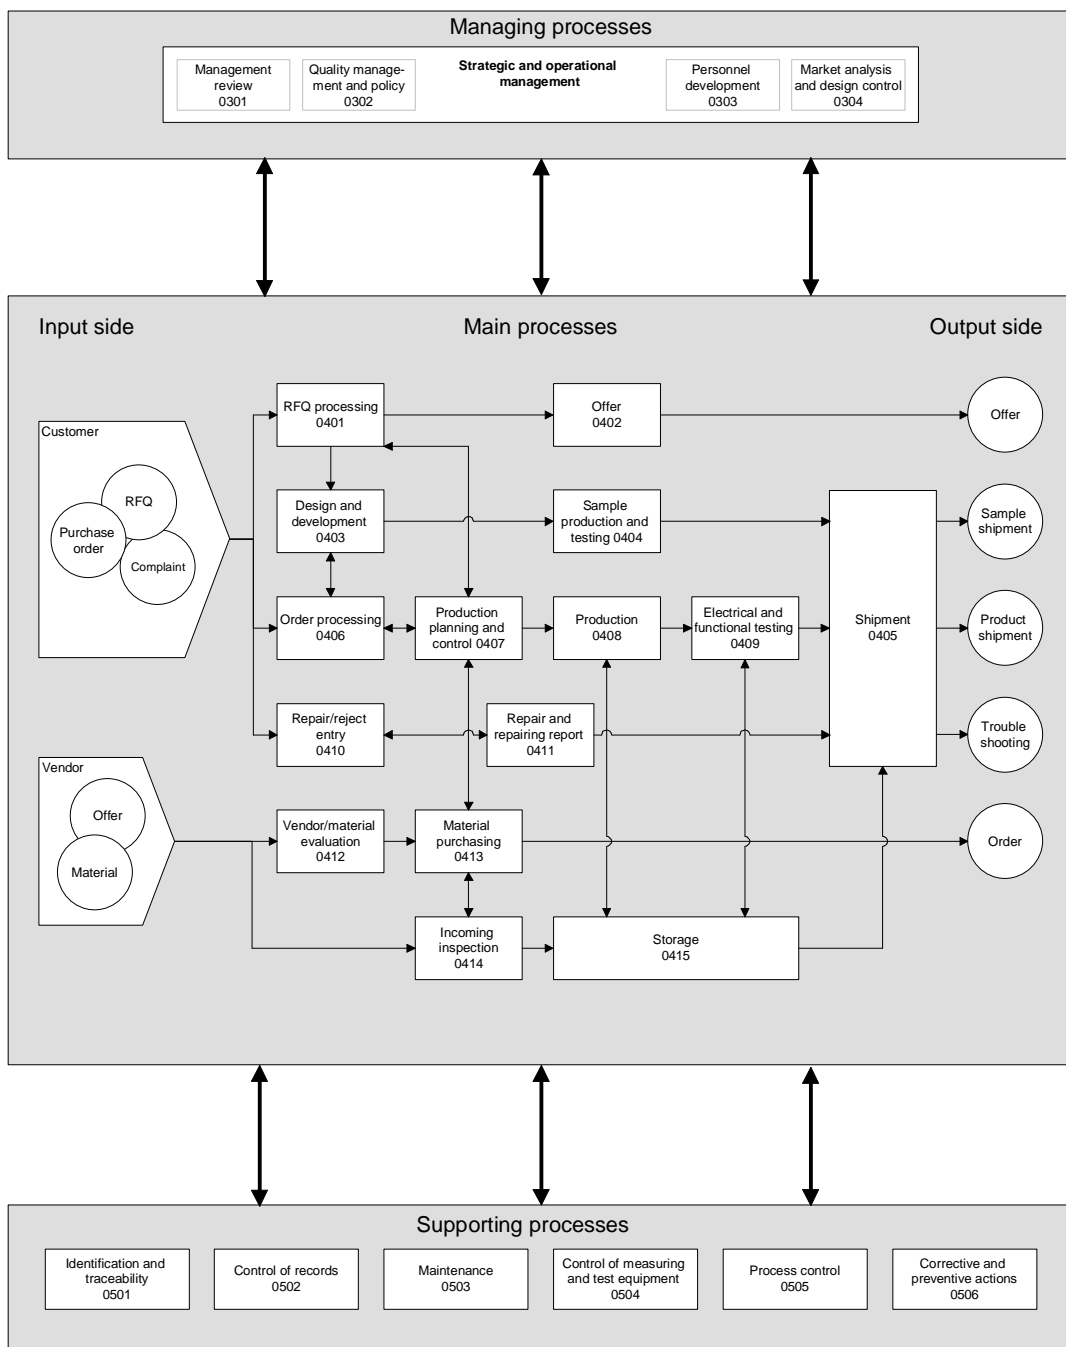 Managing processes
Strategic and operational
management
Management
review
0301
Quality manage-
ment and policy
0302
Personnel
development
0303
Market analysis
and design control
0304
Input side
Main processes
Output side
Customer
RFQ
Purchase
order
Complaint
RFQ processing
0401
Offer
0402
Offer
Design and
development
0403
Sample
production and
testing 0404
Sample
shipment
Order processing
0406
Production
planning and
control 0407
Production
0408
Electrical and
functional testing
0409
Shipment
0405
Product
shipment
Repair/reject
entry
0410
Repair and
repairing report
0411
Trouble
shooting
Vendor
Offer
Material
Vendor/material
evaluation
0412
Material
purchasing
0413
Order
Incoming
inspection
0414
Storage
0415
Supporting processes
Identification and
traceability
0501
Control of records
0502
Maintenance
0503
Control of measuring
and test equipment
0504
Process control
0505
Corrective and
preventive actions
0506